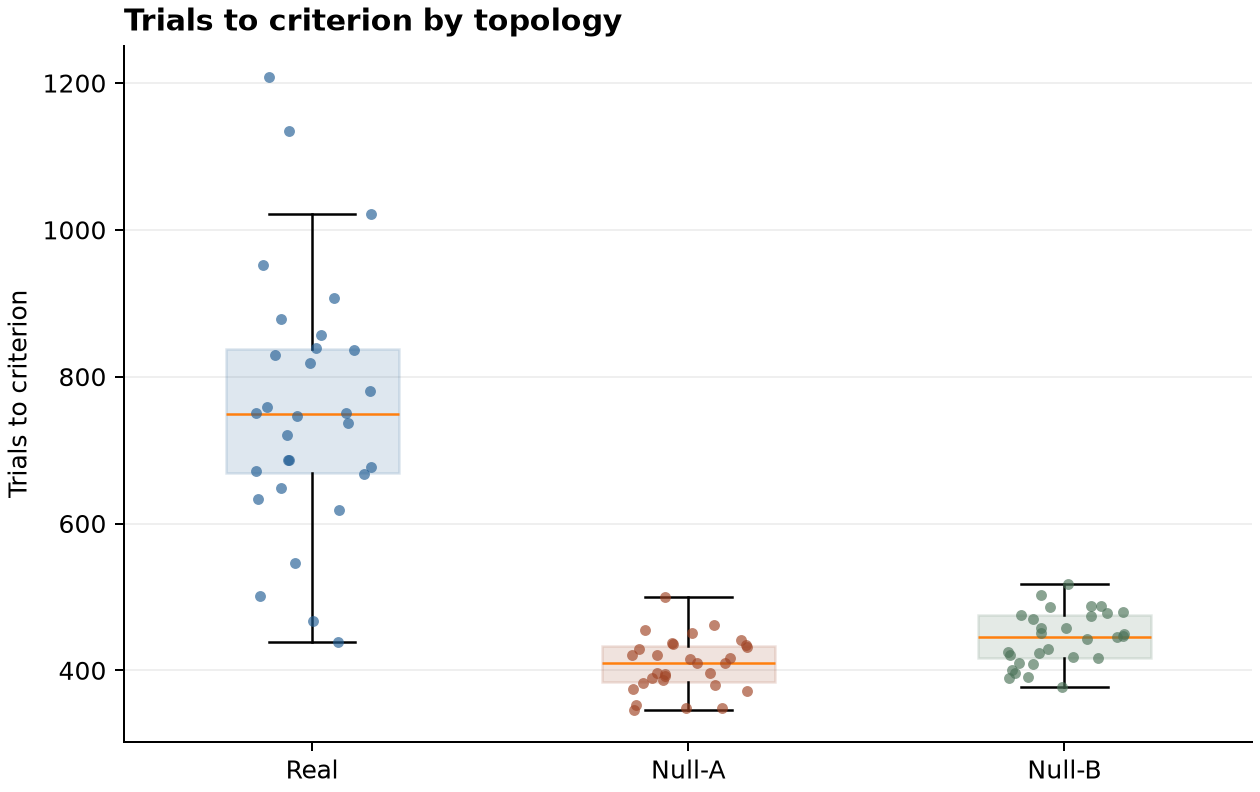 Trials to criterion by topology
Trials to criterion
1200
1000
800
600
400
Real
Null-A
Null-B